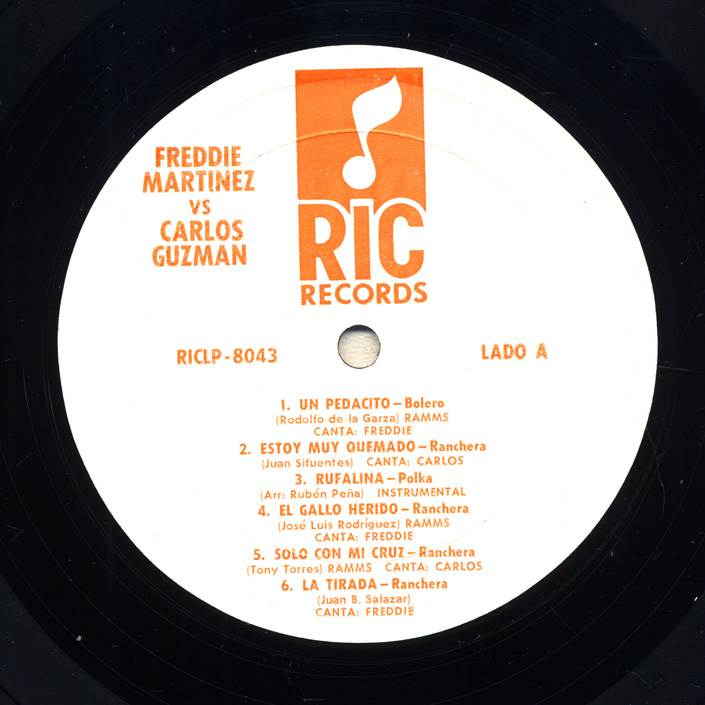 FREDDIE
MARTINEZ
VS
CARLOS
GUZMAN
RIC
RECORDS
RICLP-8043
LADO A
1. UN PEDACITO – Bolero
(Rodolfo de la Garza) RAMMS
CANTA: FREDDIE
2. ESTOY MUY QUEMADO – Ranchera
(Juan Sifuentes) CANTA: CARLOS
3. RUFALINA – Polka
(Arr: Rubén Peña) INSTRUMENTAL
4. EL GALLO HERIDO – Ranchera
(José Luis Rodríguez) RAMMS
CANTA: FREDDIE
5. SOLO CON MI CRUZ – Ranchera
(Tony Torres) RAMMS CANTA: CARLOS
6. LA TIRADA – Ranchera
(Juan B. Salazar)
CANTA: FREDDIE